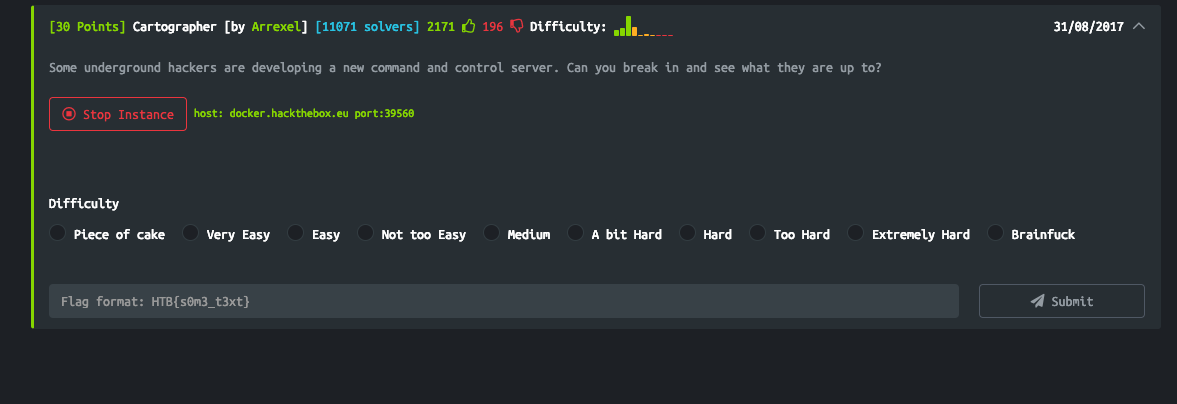 [30 Points] Cartographer [by Arrexel] [11071 solvers] 2171 196 Difficulty: 31/08/2017
Some underground hackers are developing a new command and control server. Can you break in and see what they are up to?
Stop Instance host: docker.hackthebox.eu port:39560
Difficulty
Piece of cake Very Easy Easy Not too Easy Medium A bit Hard Hard Too Hard Extremely Hard Brainfuck
Flag format: HTB{s0m3_t3xt} Submit